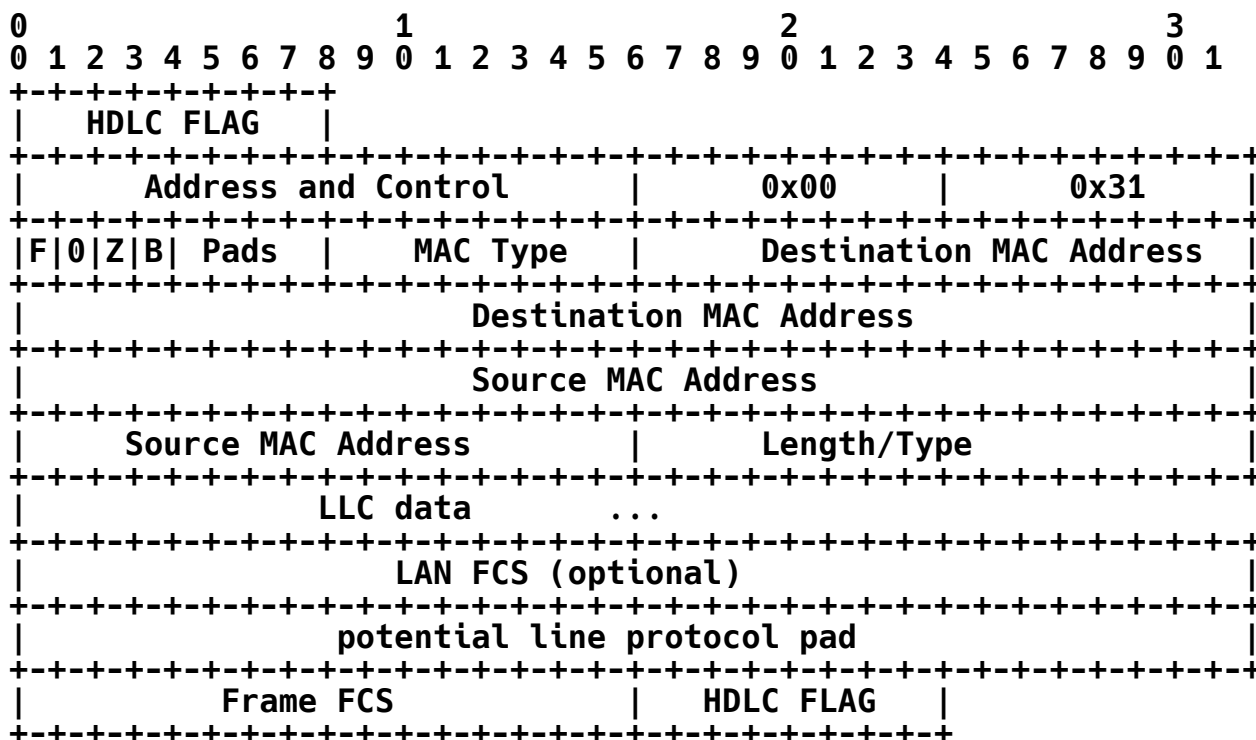 0                   1                   2                   3
0 1 2 3 4 5 6 7 8 9 0 1 2 3 4 5 6 7 8 9 0 1 2 3 4 5 6 7 8 9 0 1
+-+-+-+-+-+-+-+-+
|   HDLC FLAG   |
+-+-+-+-+-+-+-+-+-+-+-+-+-+-+-+-+-+-+-+-+-+-+-+-+-+-+-+-+-+-+-+-+
|      Address and Control      |      0x00     |      0x31     |
+-+-+-+-+-+-+-+-+-+-+-+-+-+-+-+-+-+-+-+-+-+-+-+-+-+-+-+-+-+-+-+-+
|F|0|Z|B| Pads  |    MAC Type   |      Destination MAC Address  |
+-+-+-+-+-+-+-+-+-+-+-+-+-+-+-+-+-+-+-+-+-+-+-+-+-+-+-+-+-+-+-+-+
|                       Destination MAC Address                 |
+-+-+-+-+-+-+-+-+-+-+-+-+-+-+-+-+-+-+-+-+-+-+-+-+-+-+-+-+-+-+-+-+
|                       Source MAC Address                      |
+-+-+-+-+-+-+-+-+-+-+-+-+-+-+-+-+-+-+-+-+-+-+-+-+-+-+-+-+-+-+-+-+
|     Source MAC Address        |      Length/Type              |
+-+-+-+-+-+-+-+-+-+-+-+-+-+-+-+-+-+-+-+-+-+-+-+-+-+-+-+-+-+-+-+-+
|               LLC data       ...
+-+-+-+-+-+-+-+-+-+-+-+-+-+-+-+-+-+-+-+-+-+-+-+-+-+-+-+-+-+-+-+-+
|                   LAN FCS (optional)                          |
+-+-+-+-+-+-+-+-+-+-+-+-+-+-+-+-+-+-+-+-+-+-+-+-+-+-+-+-+-+-+-+-+
|                potential line protocol pad                    |
+-+-+-+-+-+-+-+-+-+-+-+-+-+-+-+-+-+-+-+-+-+-+-+-+-+-+-+-+-+-+-+-+
|          Frame FCS            |   HDLC FLAG   |
+-+-+-+-+-+-+-+-+-+-+-+-+-+-+-+-+-+-+-+-+-+-+-+-+